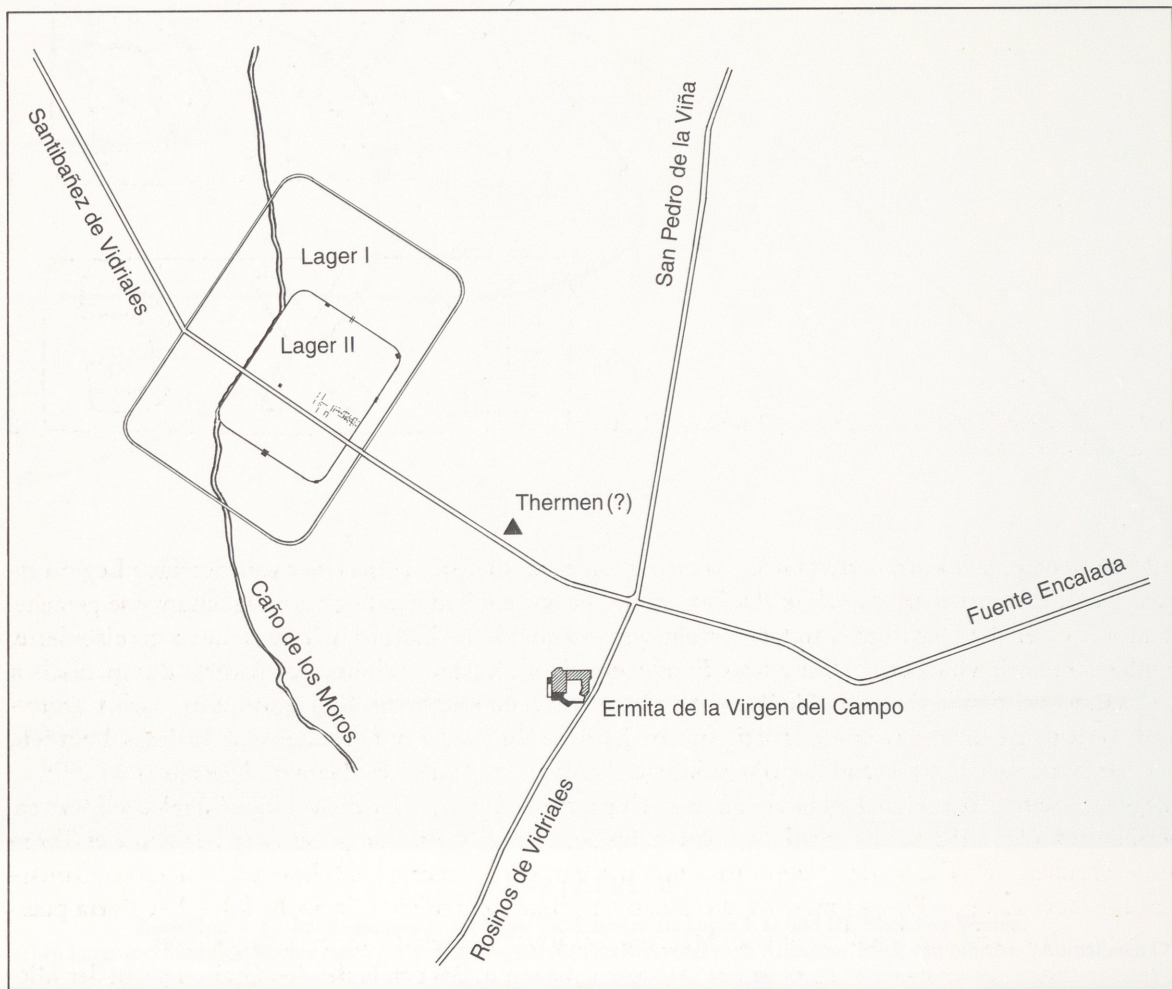 Santibañez de Vidriales
San Pedro de la Viña
Lager I
Lager II
Thermen (?)
Fuente Encalada
Caño de los Moros
Ermita de la Virgen del Campo
Rosinos de Vidriales